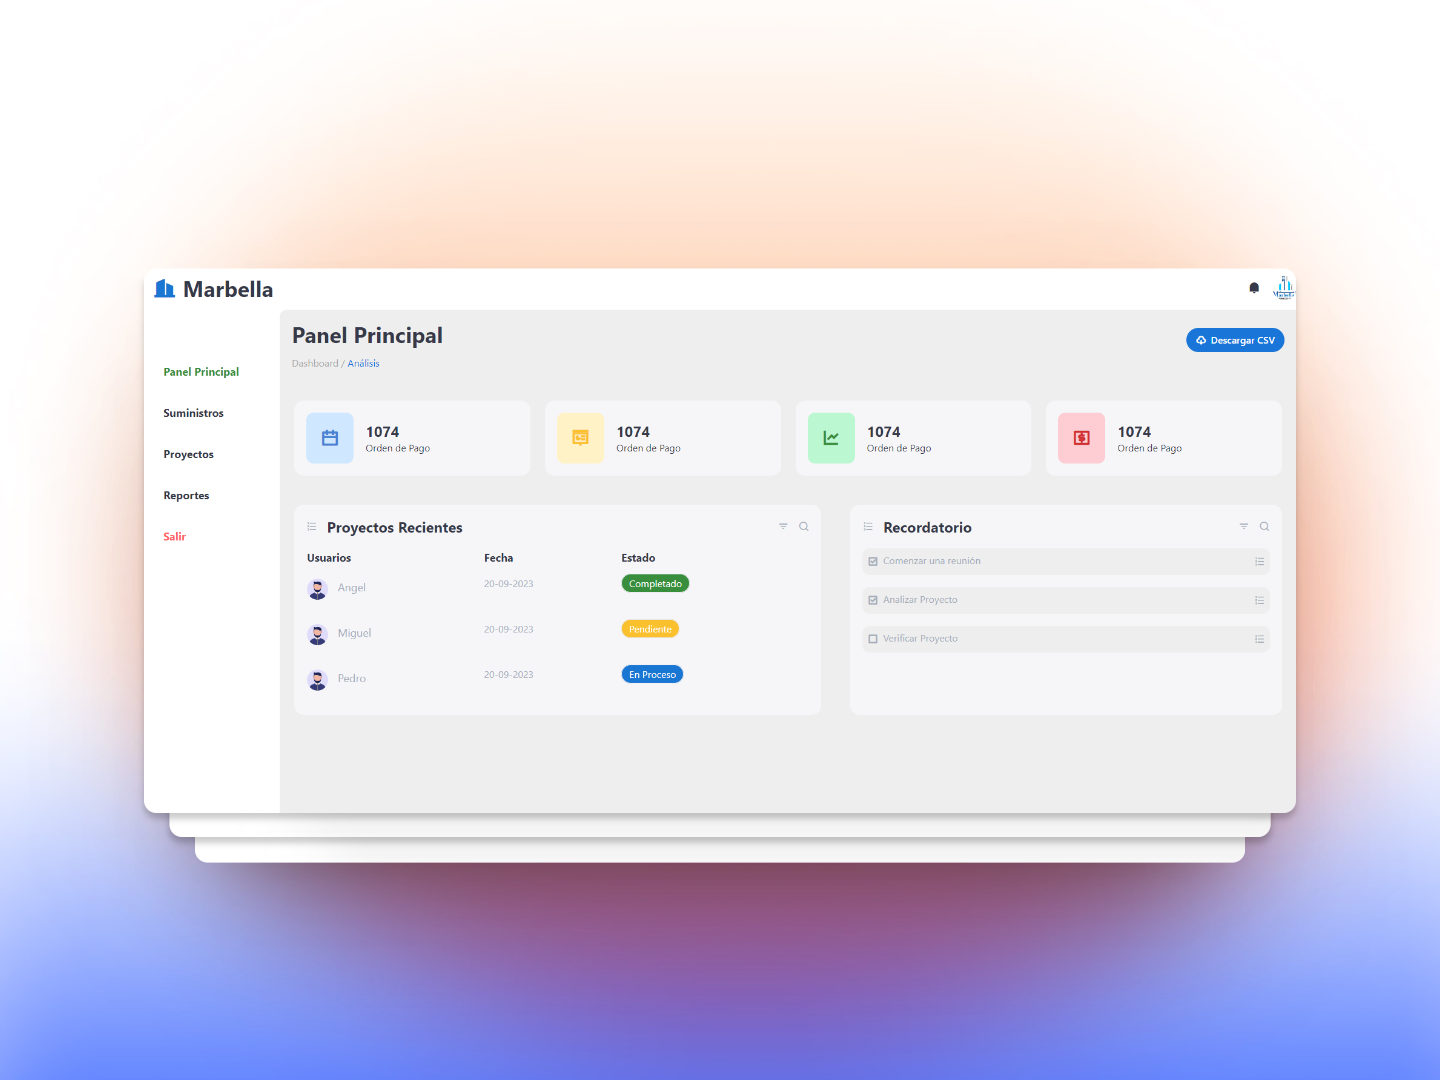 Marbella
Panel Principal
Dashboard / Análisis
Descargar CSV
Panel Principal
Suministros
Proyectos
Reportes
Salir
1074
Orden de Pago
1074
Orden de Pago
1074
Orden de Pago
1074
Orden de Pago
Proyectos Recientes
Usuarios Fecha Estado
Angel 20-09-2023 Completado
Miguel 20-09-2023 Pendiente
Pedro 20-09-2023 En Proceso
Recordatorio
Comenzar una reunión
Analizar Proyecto
Verificar Proyecto